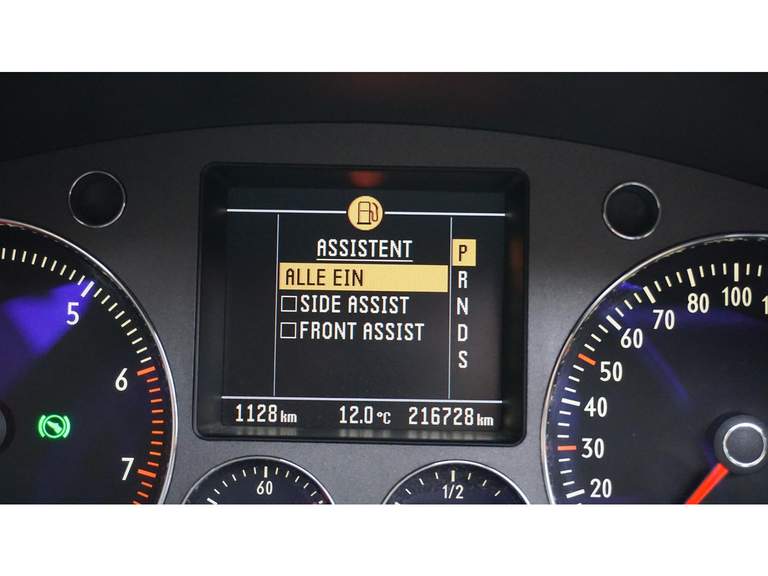 ASSISTENT
ALLE EIN
SIDE ASSIST
FRONT ASSIST
P
R
N
D
S
1128 km 12.0 °C 216728 km
5
6
7
60
1/2
20
30
40
50
60
70
80
100